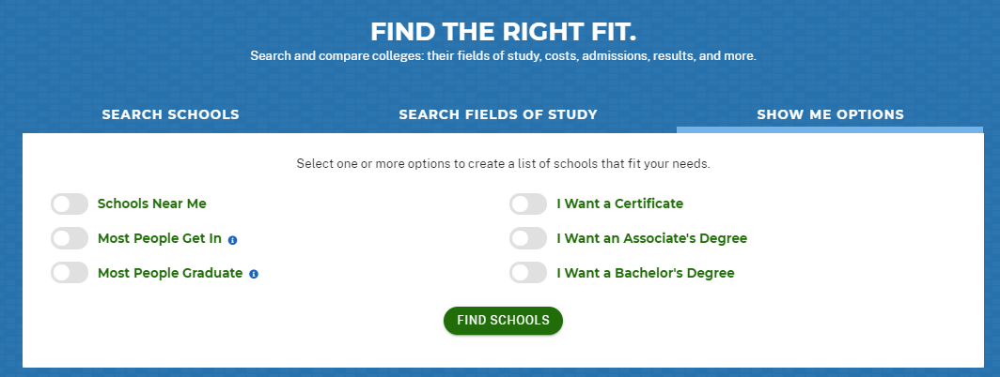 FIND THE RIGHT FIT.
Search and compare colleges: their fields of study, costs, admissions, results, and more.
SEARCH SCHOOLS
SEARCH FIELDS OF STUDY
SHOW ME OPTIONS
Select one or more options to create a list of schools that fit your needs.
Schools Near Me
Most People Get In
Most People Graduate
I Want a Certificate
I Want an Associate's Degree
I Want a Bachelor's Degree
FIND SCHOOLS